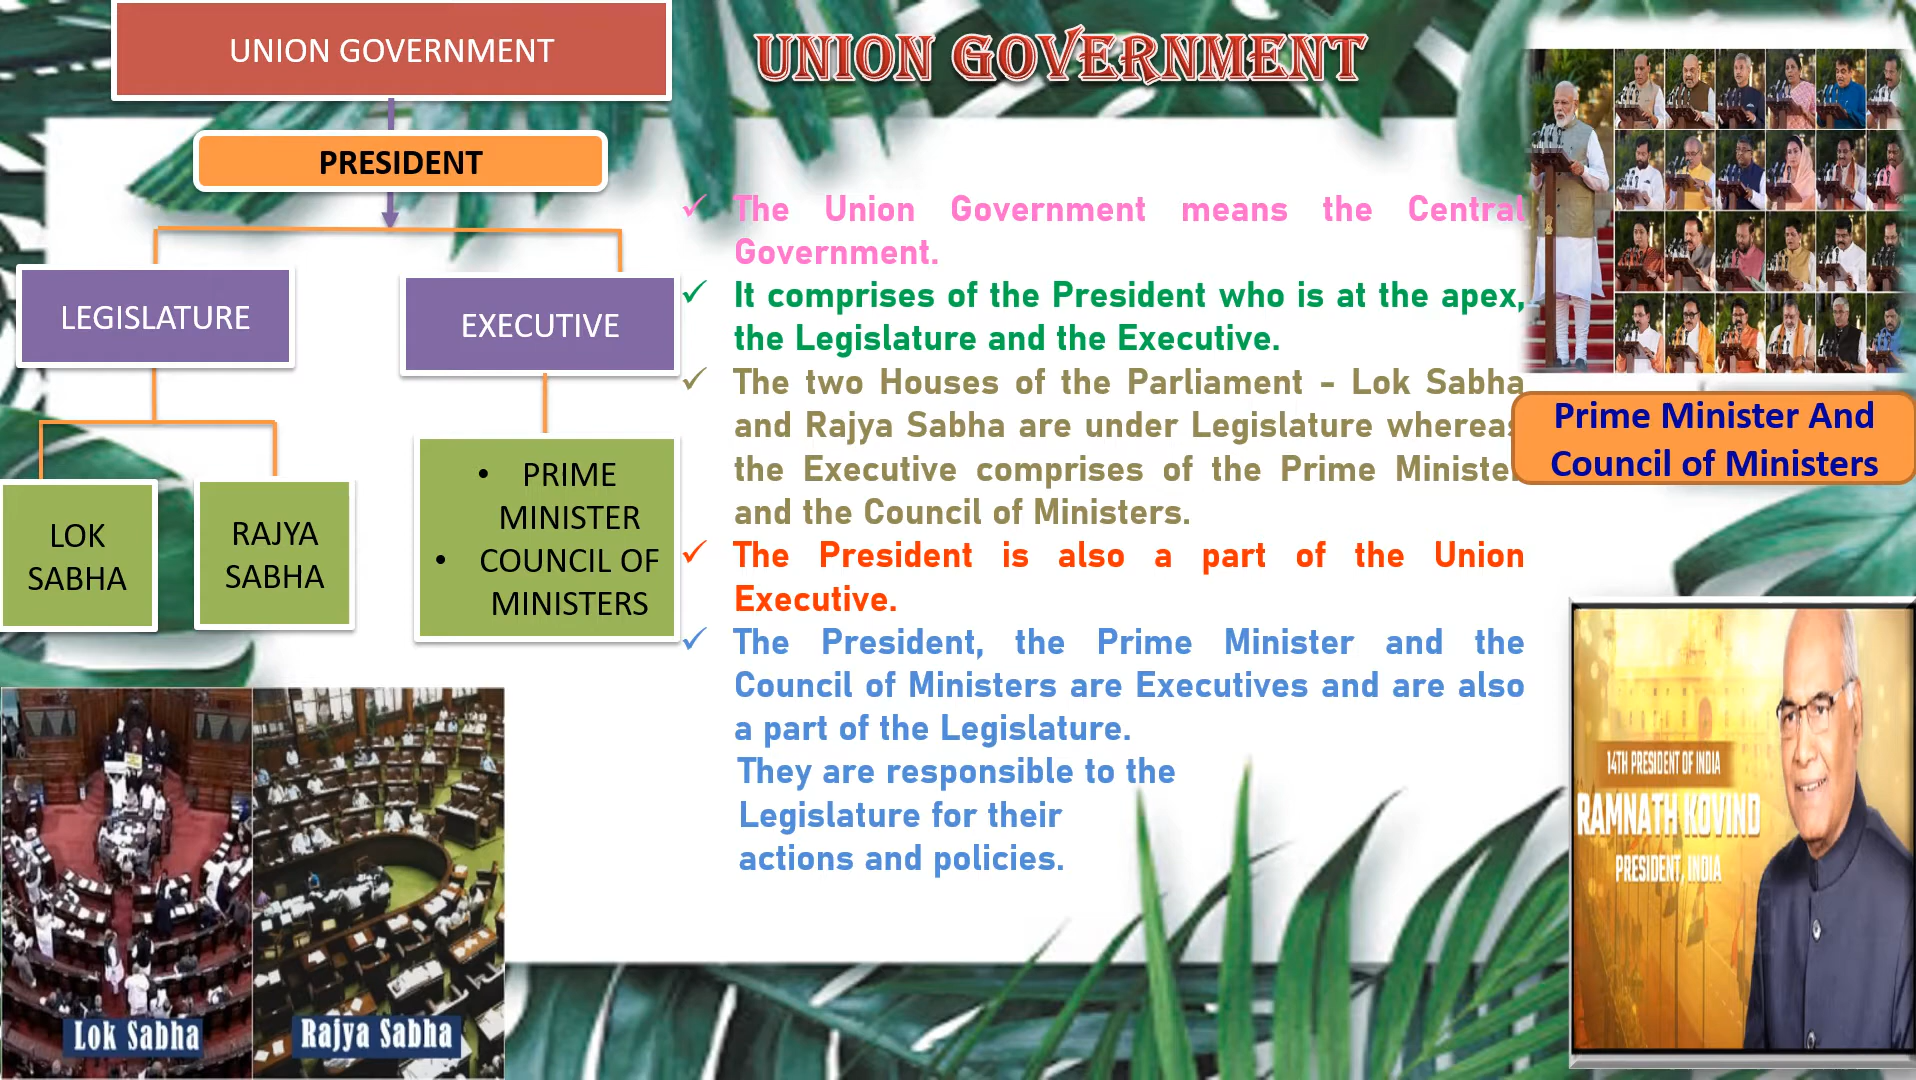 UNION GOVERNMENT
PRESIDENT
LEGISLATURE
EXECUTIVE
LOK
SABHA
RAJYA
SABHA
• PRIME
MINISTER
• COUNCIL OF
MINISTERS
Lok Sabha
Rajya Sabha
UNION GOVERNMENT
✓ The Union Government means the Central
Government.
✓ It comprises of the President who is at the apex,
the Legislature and the Executive.
✓ The two Houses of the Parliament – Lok Sabha
and Rajya Sabha are under Legislature whereas
the Executive comprises of the Prime Minister
and the Council of Ministers.
✓ The President is also a part of the Union
Executive.
✓ The President, the Prime Minister and the
Council of Ministers are Executives and are also
a part of the Legislature.
They are responsible to the
Legislature for their
actions and policies.
Prime Minister And
Council of Ministers
14TH PRESIDENT OF INDIA
RAMNATH KOVIND
PRESIDENT, INDIA